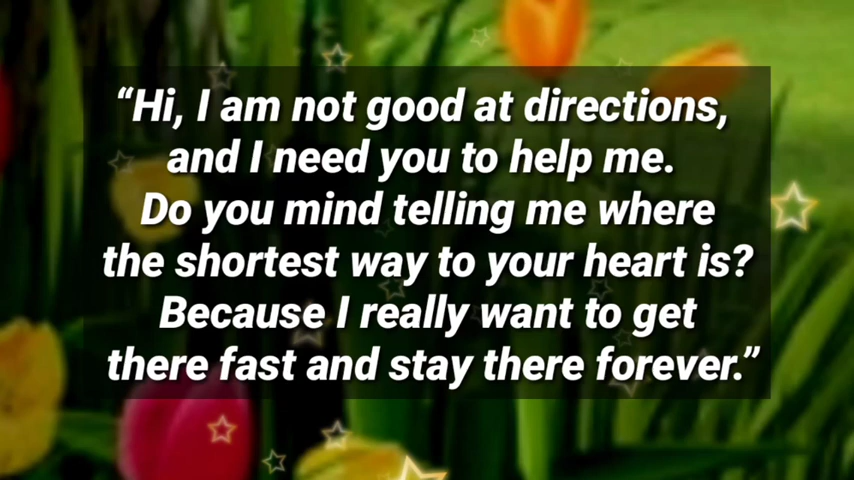 “Hi, I am not good at directions,
and I need you to help me.
Do you mind telling me where
the shortest way to your heart is?
Because I really want to get
there fast and stay there forever.”